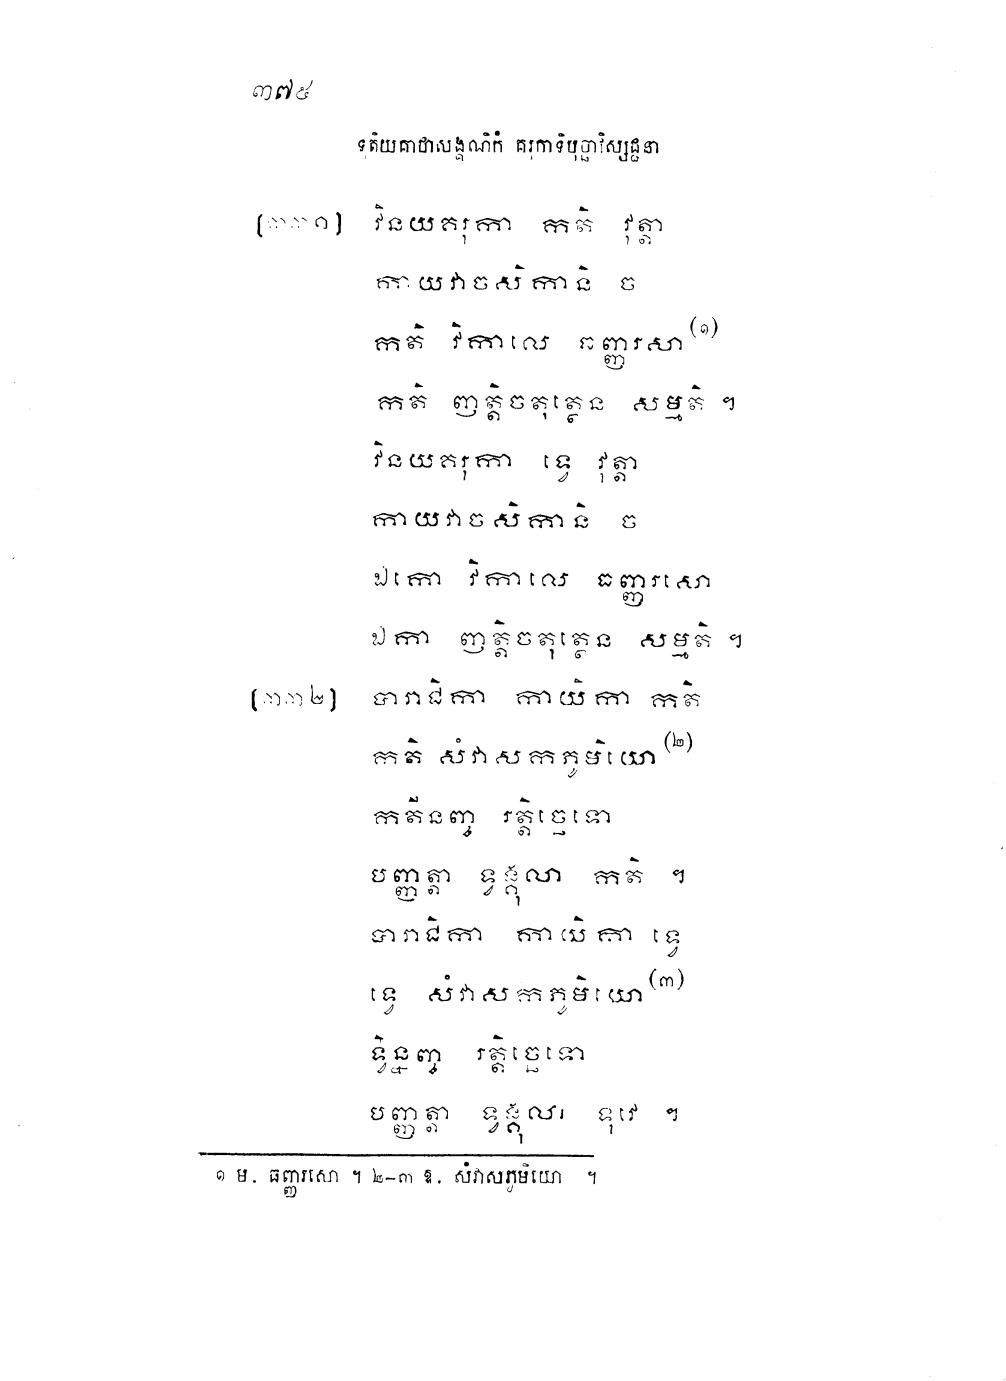 ៣៧៥
ទុតិយគាថាសង្គណិកំ គរុកាទិបុច្ឆាវិស្សជ្ជនា
វិនយគរុកា កតិ វុត្តា
កាយវាចសិកានិ ច
កតិ វិកាលេ ធញ្ញរសា (១)
កតិ ញត្តិចតុត្ថេន សម្មតិ ។
វិនយគរុកា ទ្វេ វុត្តា
កាយវាចសិកានិ ច
ឯកោ វិកាលេ ធញ្ញរសោ
ឯកា ញត្តិចតុត្ថេន សម្មតិ ។
បារាជិកា កាយិកា កតិ
កតិ សំវាសកភូមិយោ (២)
កតីនញ្ច រត្តិច្ឆេទោ
បញ្ញត្តា ទ្វង្គុលា កតិ ។
បារាជិកា កាយិកា ទ្វេ
ទ្វេ សំវាសកភូមិយោ (៣)
ទ្វិន្នញ្ច រត្តិច្ឆេទោ
បញ្ញត្តា ទ្វង្គុលា ទុវេ ។
១ ម. ធញ្ញរសោ ។ ២-៣ ឱ. សំវាសភូមិយោ ។